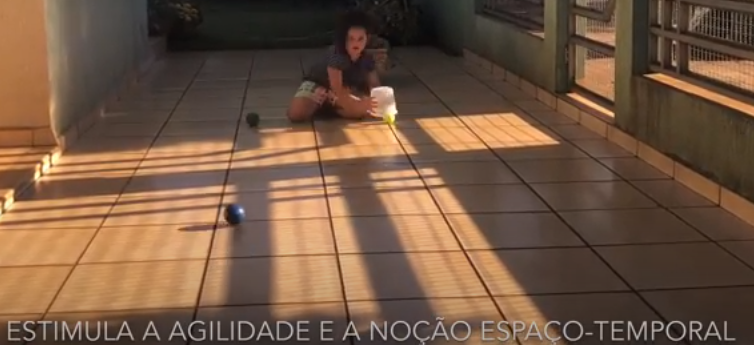 ESTIMULA A AGILIDADE E A NOÇÃO ESPAÇO-TEMPORAL